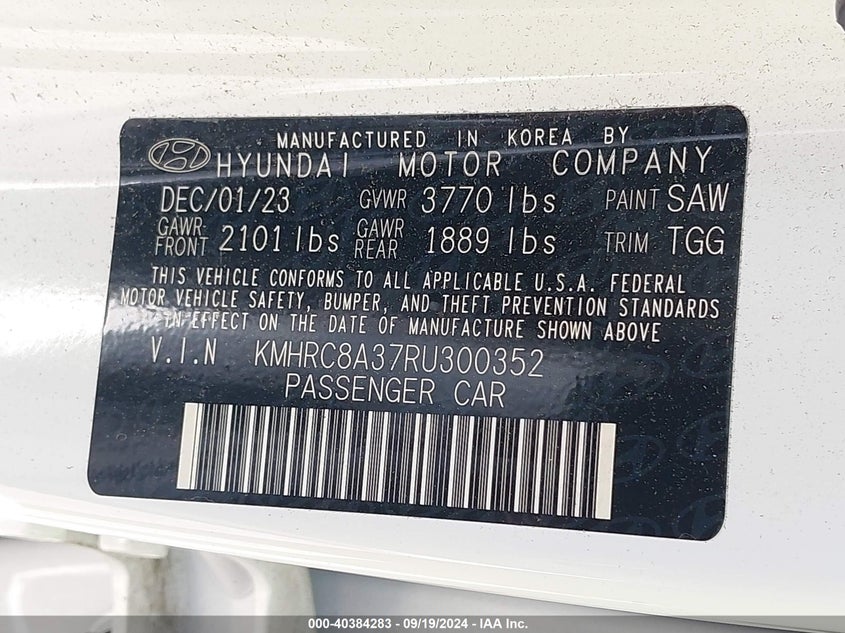 MANUFACTURED IN KOREA BY
HYUNDAI MOTOR COMPANY
DEC/01/23 GVWR 3770 lbs PAINT SAW
GAWR FRONT 2101 lbs GAWR REAR 1889 lbs TRIM TGG
THIS VEHICLE CONFORMS TO ALL APPLICABLE U.S.A. FEDERAL
MOTOR VEHICLE SAFETY, BUMPER, AND THEFT PREVENTION STANDARDS
IN EFFECT ON THE DATE OF MANUFACTURE SHOWN ABOVE
V.I.N KMHRC8A37RU300352
PASSENGER CAR
000-40384283 - 09/19/2024 - IAA Inc.